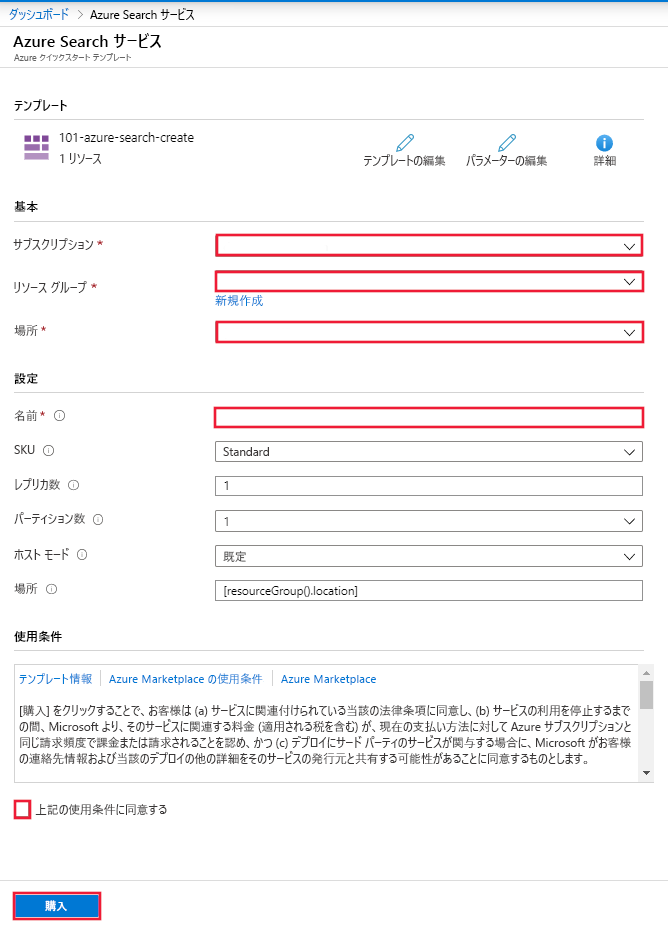 ダッシュボード > Azure Search サービス
Azure Search サービス
Azure クイックスタート テンプレート
テンプレート
101-azure-search-create
1 リソース
テンプレートの編集
パラメーターの編集
詳細
基本
サブスクリプション *
リソース グループ *
新規作成
場所 *
設定
名前 *
SKU
Standard
レプリカ数
1
パーティション数
1
ホスト モード
既定
場所
[resourceGroup().location]
使用条件
テンプレート情報 | Azure Marketplace の使用条件 | Azure Marketplace
[購入] をクリックすることで、お客様は (a) サービスに関連付けられている当該の法律条項に同意し、(b) サービスの利用を停止するまで
の間、Microsoft より、そのサービスに関連する料金 (適用される税を含む) が、現在の支払い方法に対して Azure サブスクリプションと
同じ請求頻度で課金または請求されることを認め、かつ (c) デプロイにサード パーティのサービスが関与する場合に、Microsoft がお客様
の連絡先情報および当該のデプロイの他の詳細をそのサービスの発行元と共有する可能性があることに同意するものとします。
上記の使用条件に同意する
購入